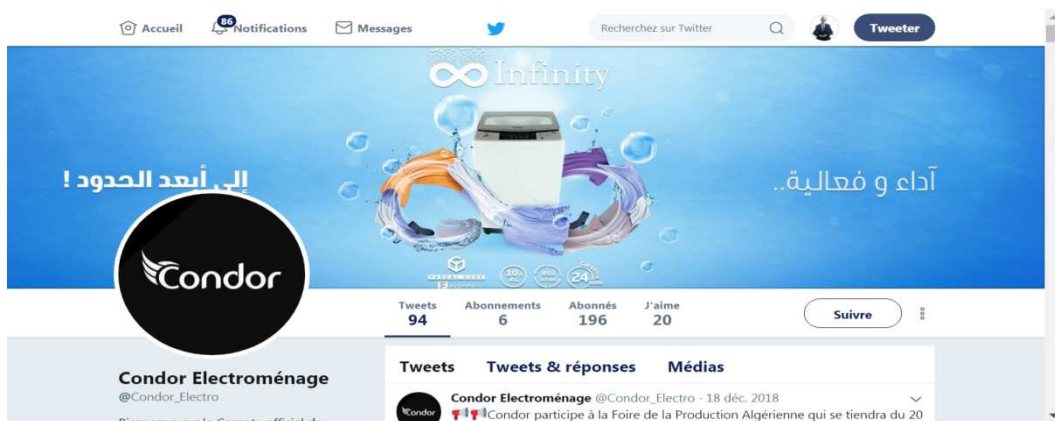 Accueil 86 Notifications Messages Recherchez sur Twitter Tweeter
∞ Infinity
إلى أبعد الحدود ! آداء و فعالية..
Condor
24
Tweets Abonnements Abonnés J'aime
94 6 196 20
Suivre
Tweets Tweets & réponses Médias
Condor Electroménage
@Condor_Electro
Condor Electroménage @Condor_Electro - 18 déc. 2018
Condor
Condor participe à la Foire de la Production Algérienne qui se tiendra du 20